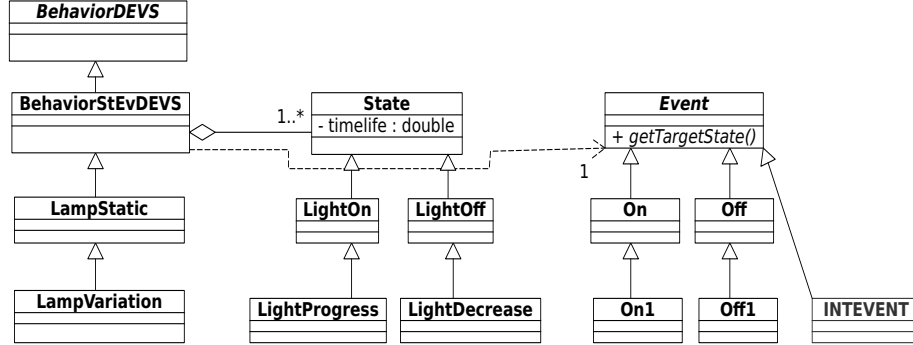 BehaviorDEVS
BehaviorStEvDEVS
1..*
State
- timelife : double
Event
+ getTargetState()
1
LampStatic
LightOn
LightOff
On
Off
LampVariation
LightProgress
LightDecrease
On1
Off1
INTEVENT